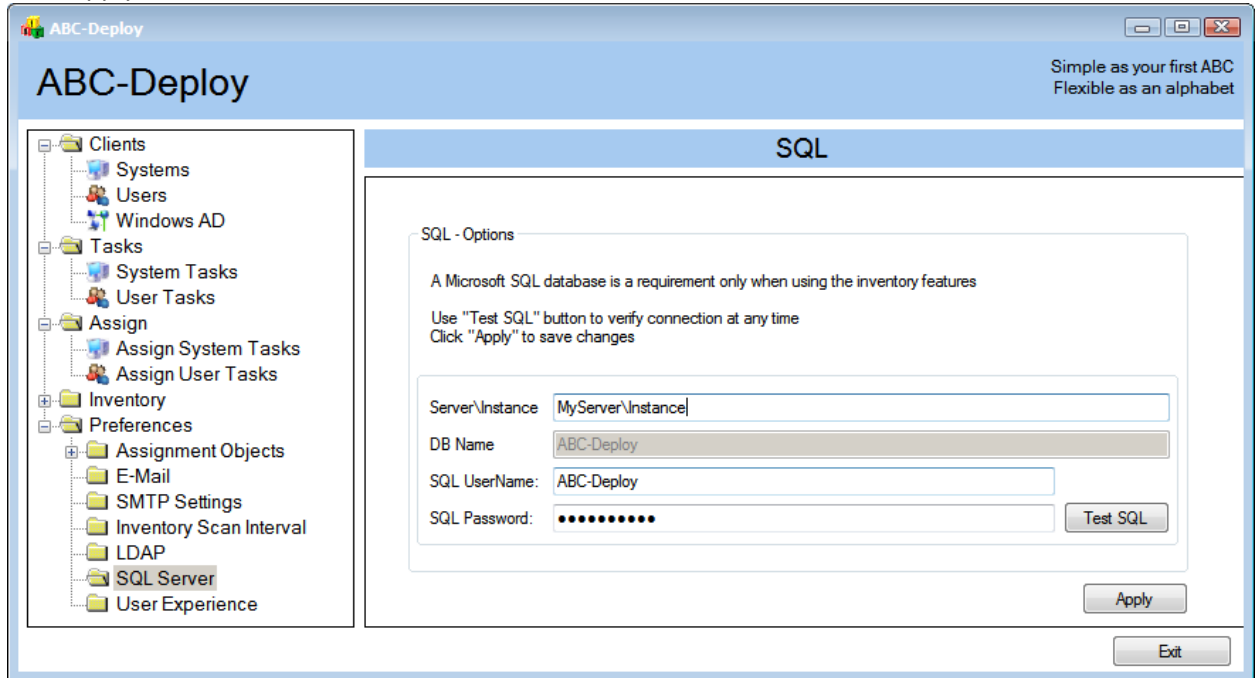 ABC-Deploy
ABC-Deploy
Simple as your first ABC
Flexible as an alphabet
Clients
Systems
Users
Windows AD
Tasks
System Tasks
User Tasks
Assign
Assign System Tasks
Assign User Tasks
Inventory
Preferences
Assignment Objects
E-Mail
SMTP Settings
Inventory Scan Interval
LDAP
SQL Server
User Experience
SQL
SQL - Options
A Microsoft SQL database is a requirement only when using the inventory features
Use "Test SQL" button to verify connection at any time
Click "Apply" to save changes
Server\Instance MyServer\Instance
DB Name ABC-Deploy
SQL UserName: ABC-Deploy
SQL Password: ●●●●●●●●●● Test SQL
Apply
Exit